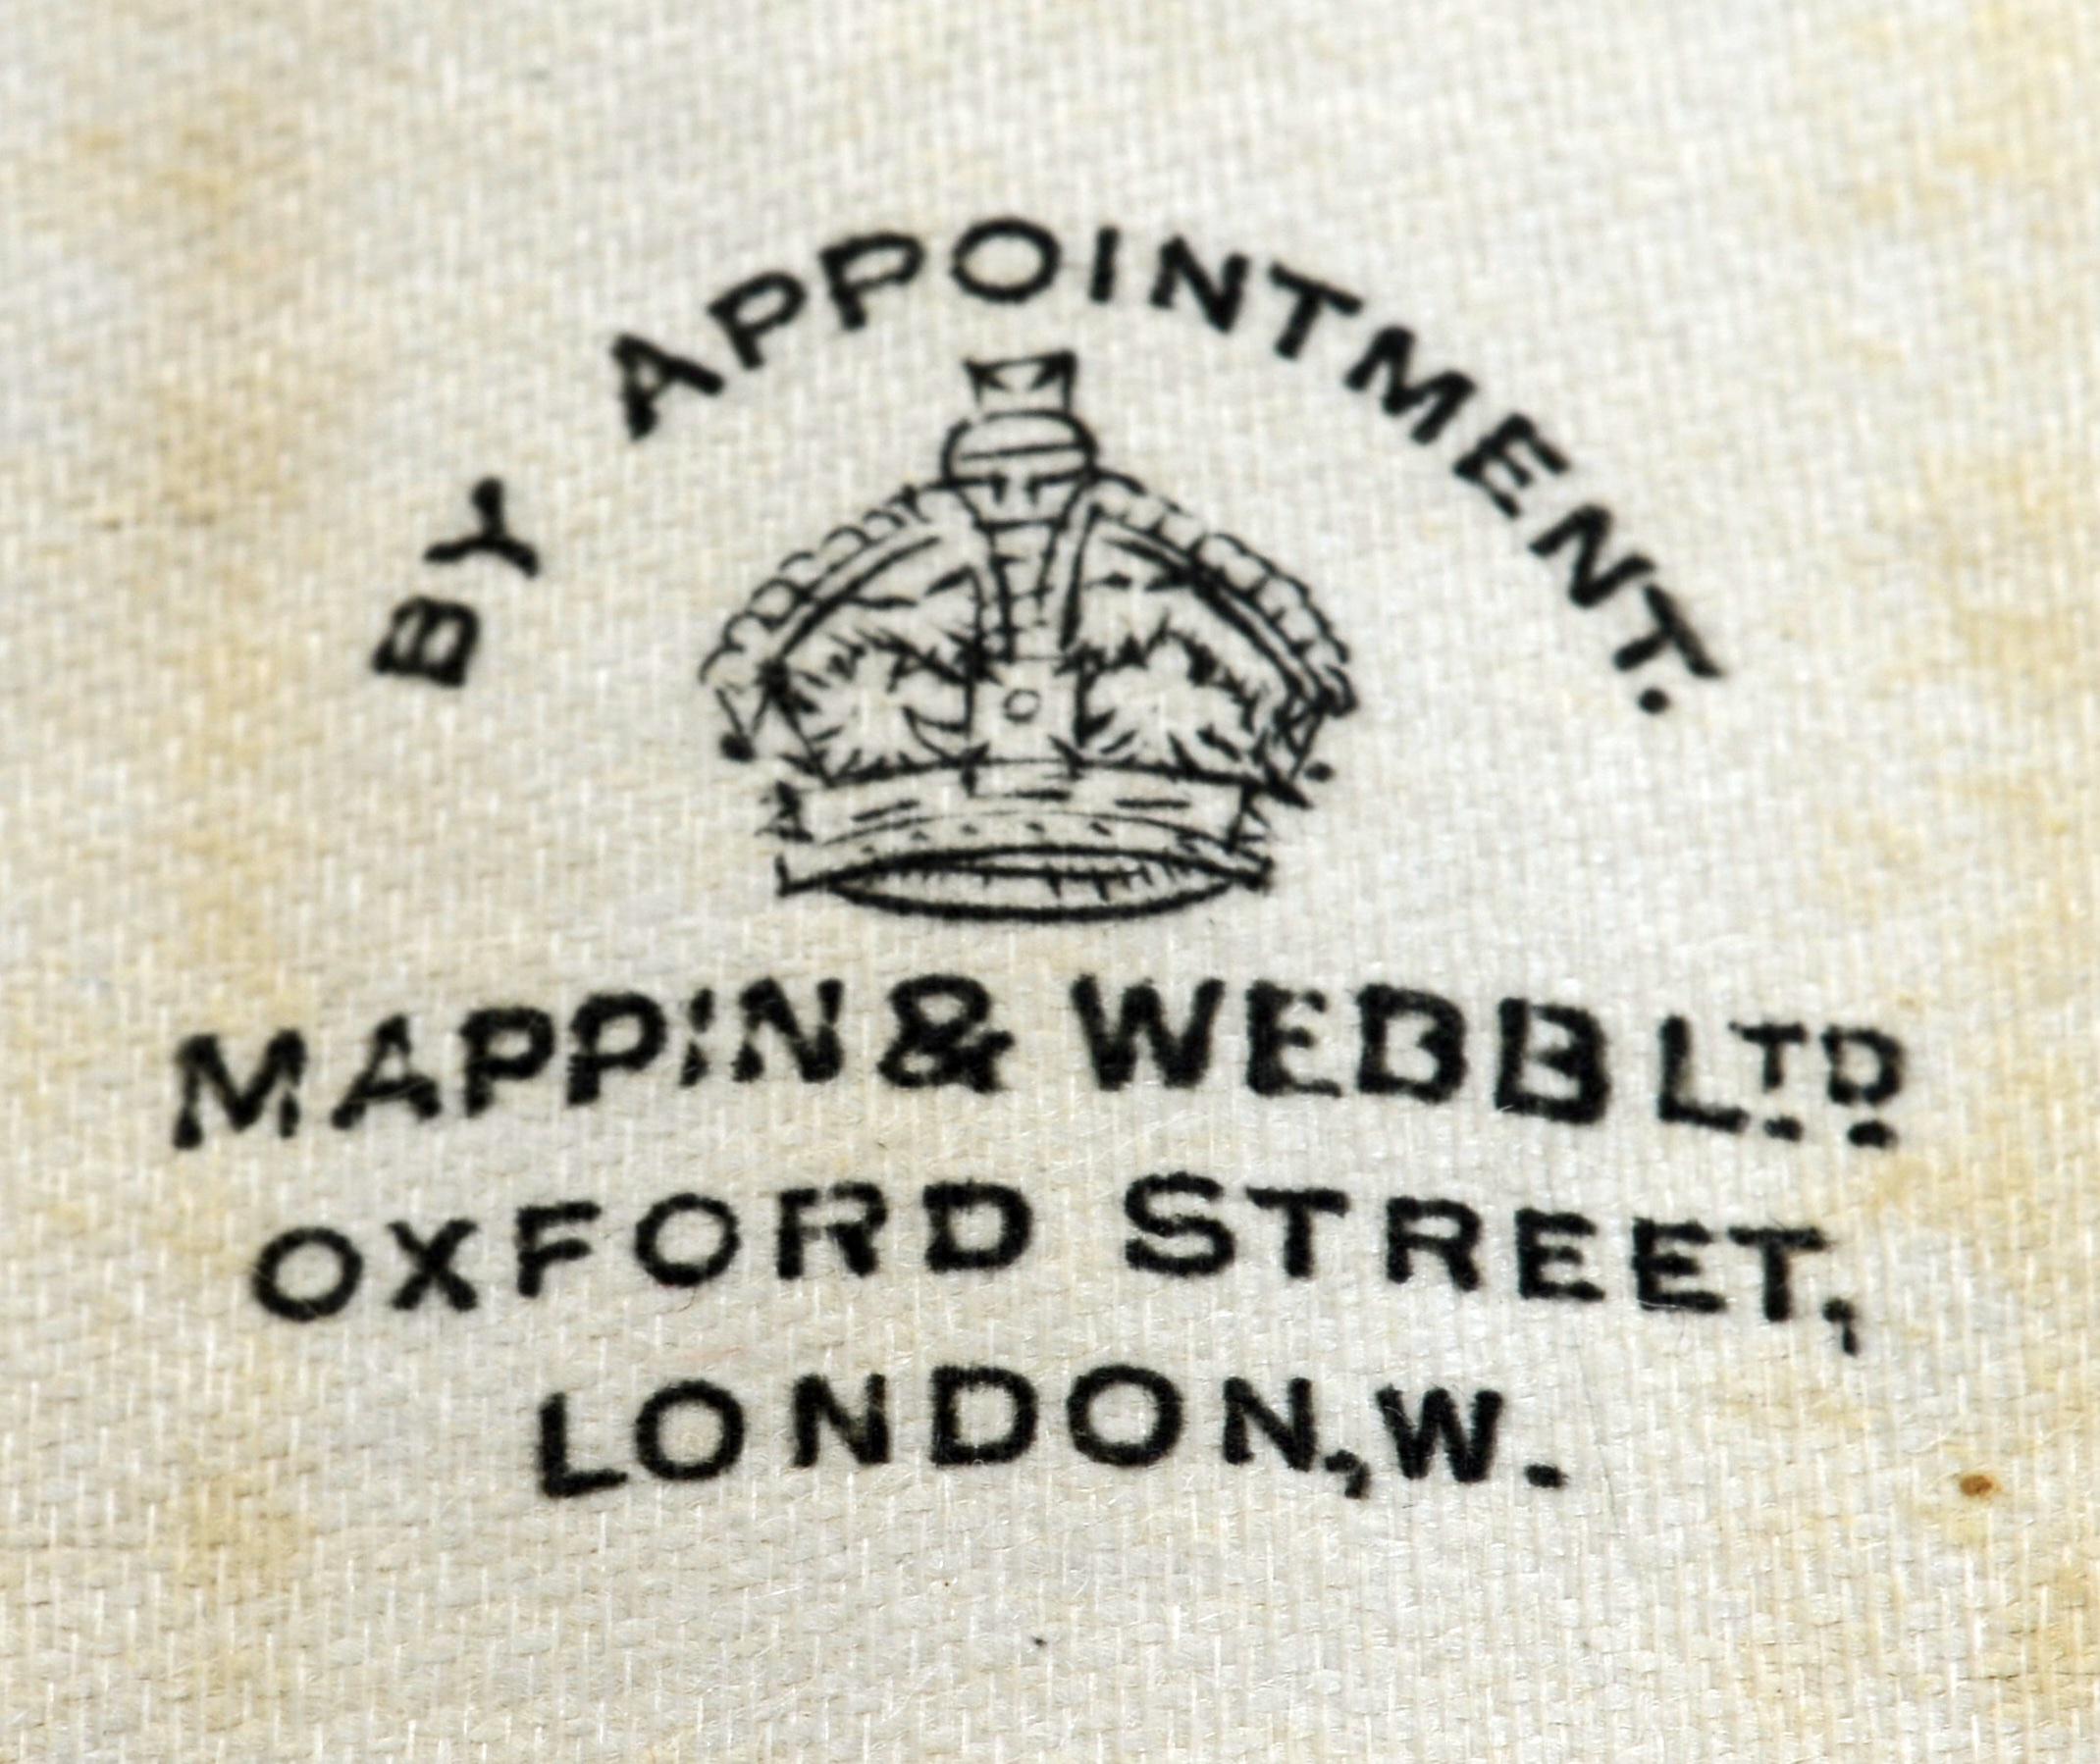 BY APPOINTMENT.
MAPPIN & WEBB LTD
OXFORD STREET,
LONDON, W.